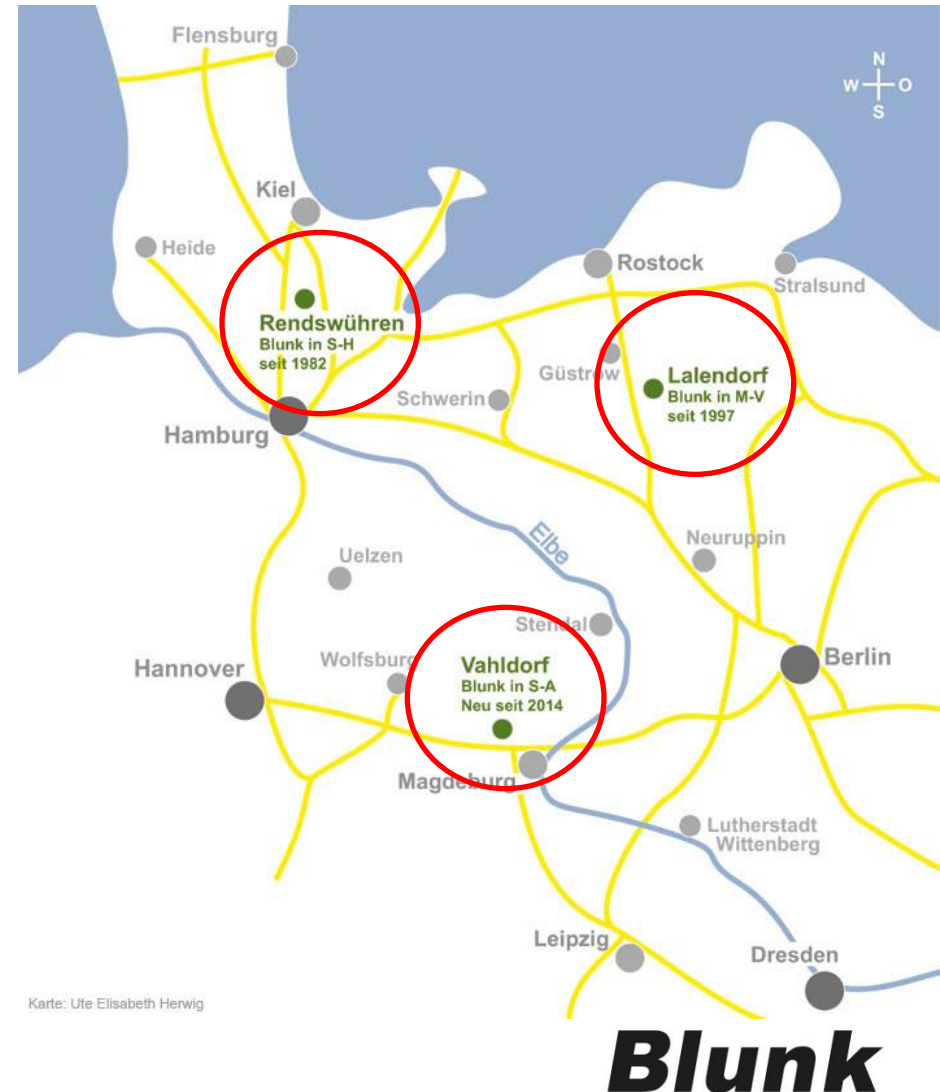 Flensburg
N
W O
S
Kiel
Heide
Rostock
Stralsund
Rendswühren
Blunk in S-H
seit 1982
Güstrow
Lalendorf
Blunk in M-V
seit 1997
Schwerin
Hamburg
Elbe
Neuruppin
Uelzen
Stendal
Berlin
Hannover
Wolfsburg
Vahldorf
Blunk in S-A
Neu seit 2014
Magdeburg
Lutherstadt
Wittenberg
Leipzig
Dresden
Karte: Ute Elisabeth Herwig
Blunk